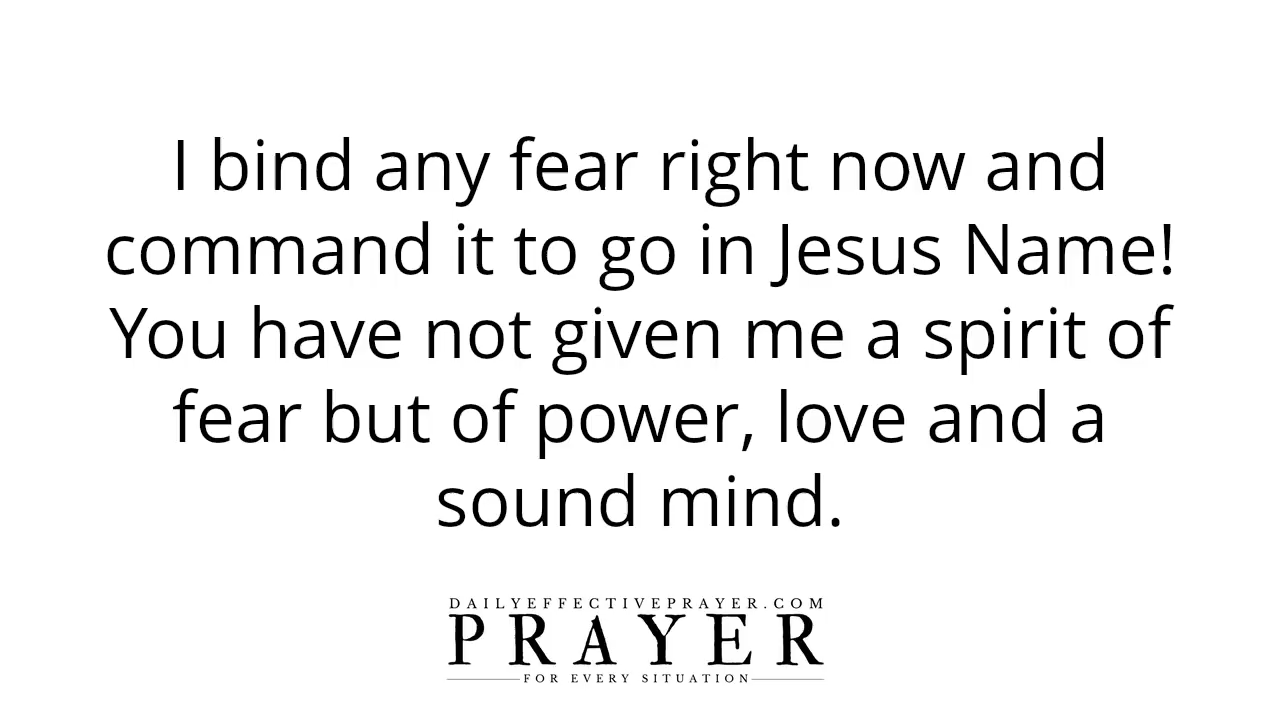 I bind any fear right now and
command it to go in Jesus Name!
You have not given me a spirit of
fear but of power, love and a
sound mind.
DAILYEFFECTIVEPRAYER.COM
PRAYER
FOR EVERY SITUATION